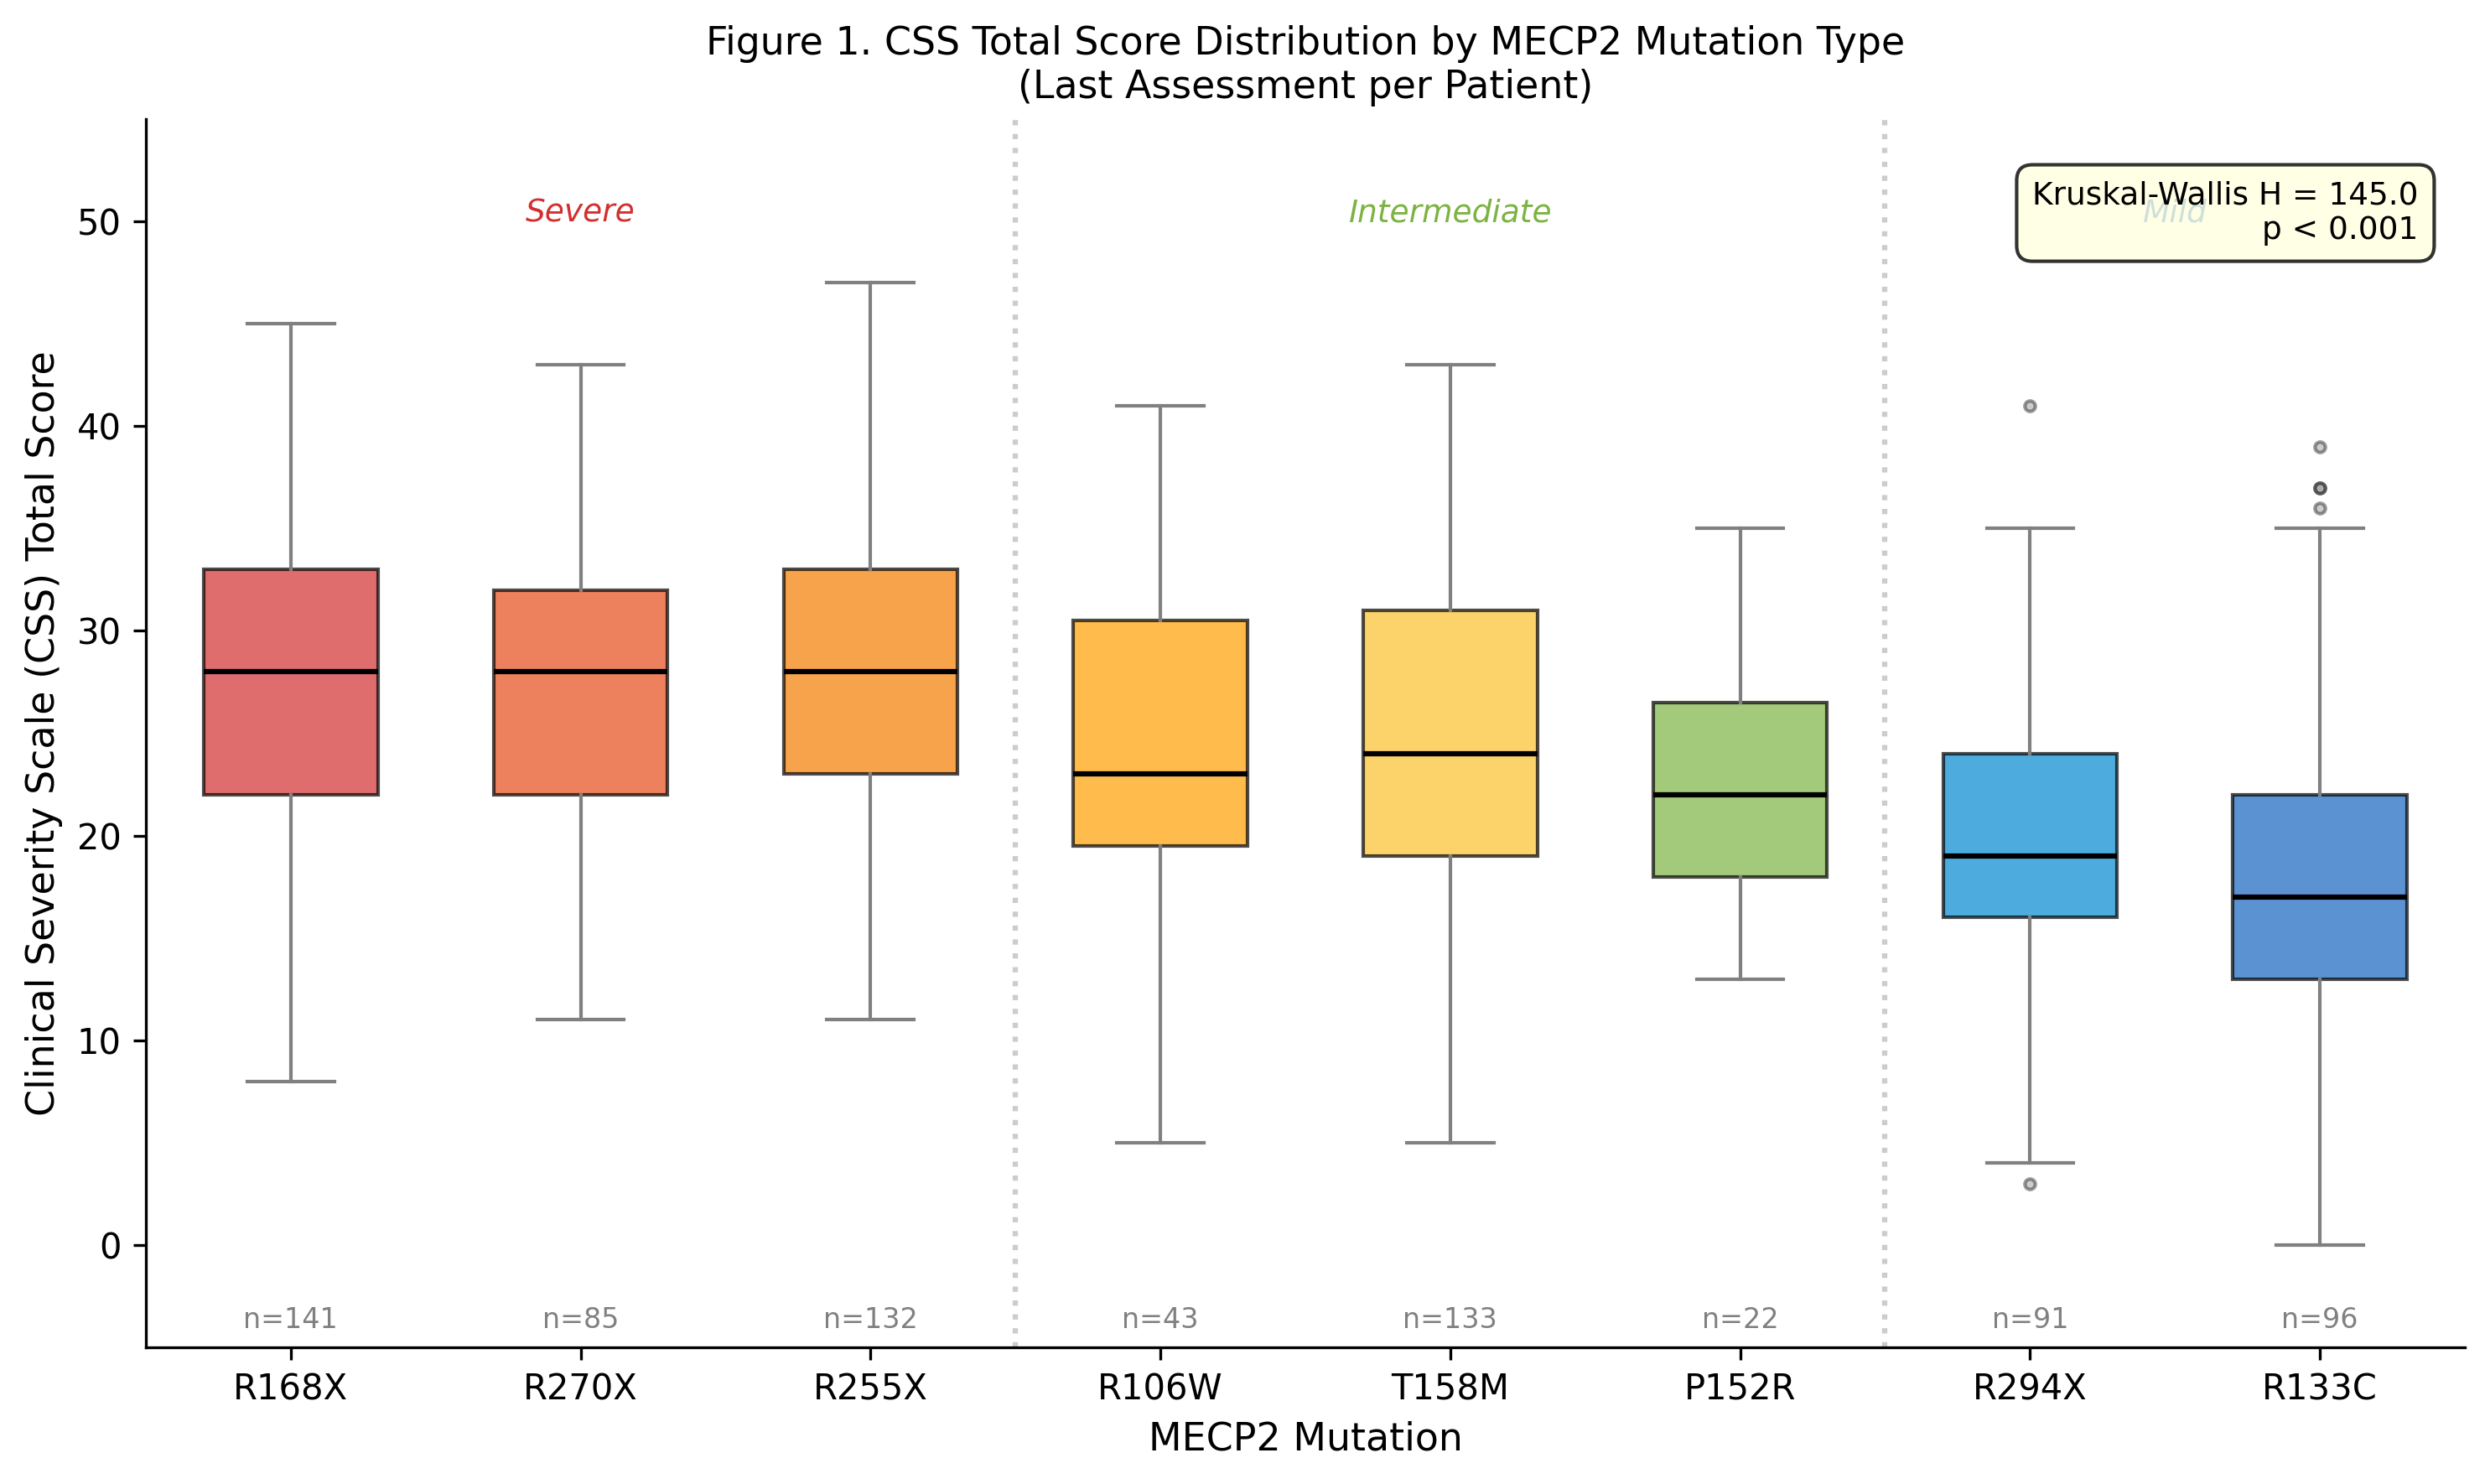 Figure 1. CSS Total Score Distribution by MECP2 Mutation Type
(Last Assessment per Patient)
Severe
Intermediate
Mild
Kruskal-Wallis H = 145.0
p < 0.001
Clinical Severity Scale (CSS) Total Score
50
40
30
20
10
0
n=141
n=85
n=132
n=43
n=133
n=22
n=91
n=96
R168X
R270X
R255X
R106W
T158M
P152R
R294X
R133C
MECP2 Mutation